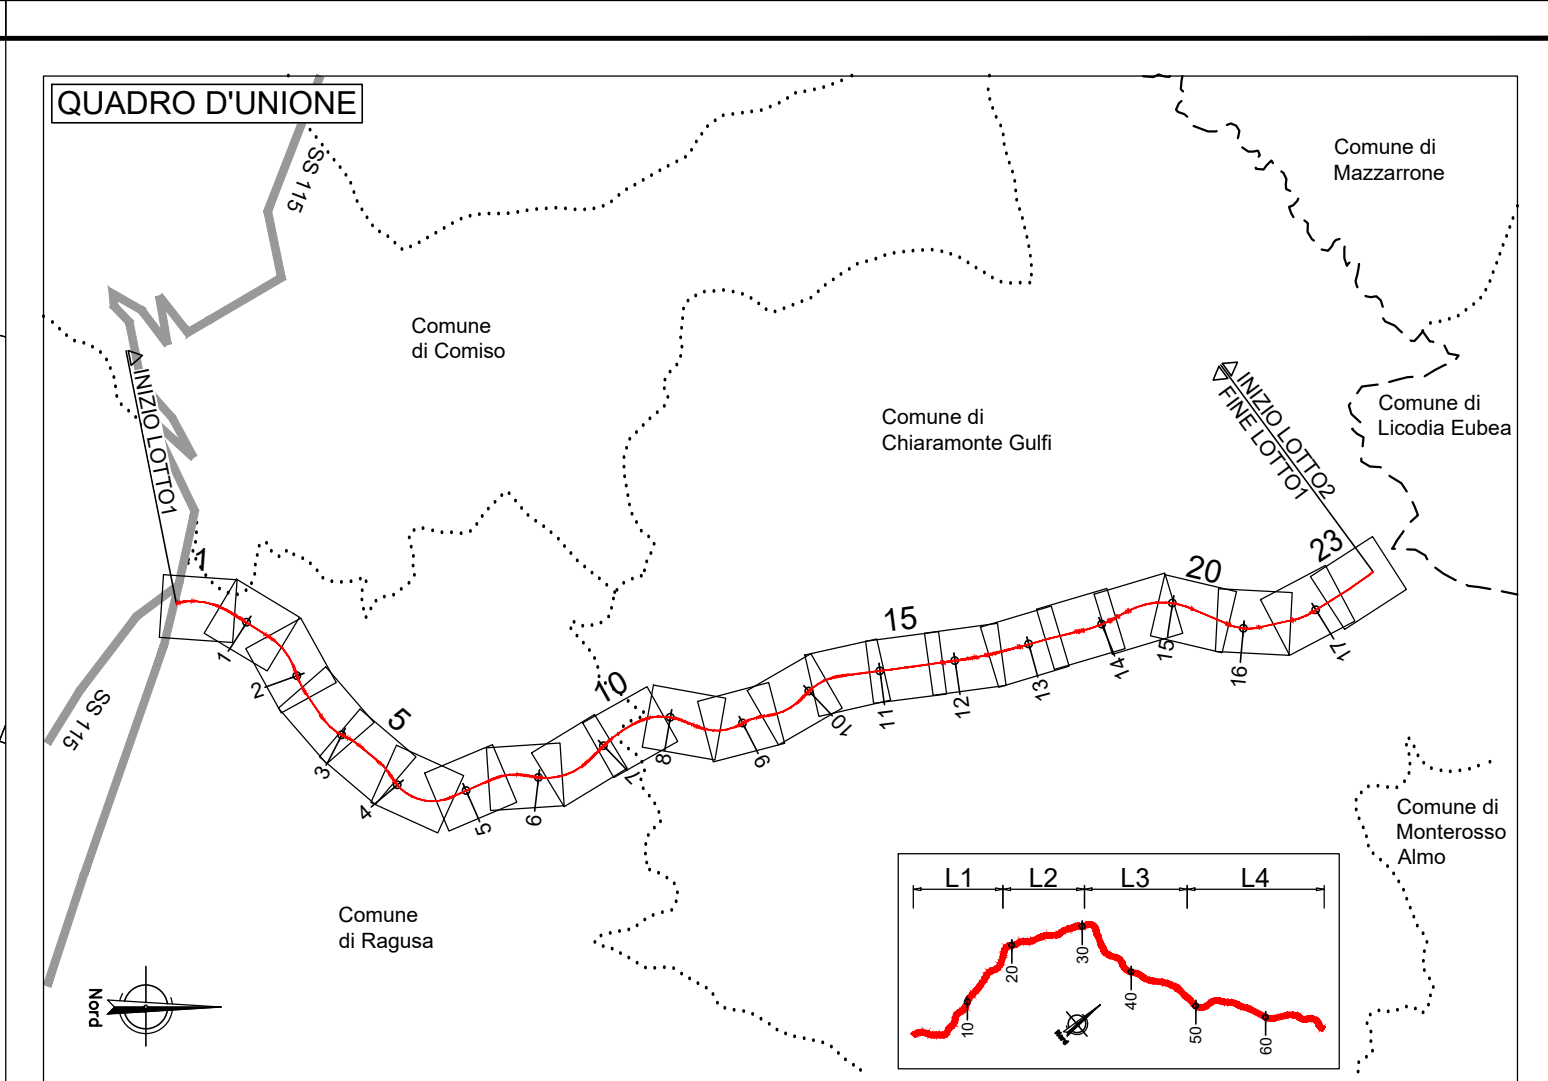 QUADRO D'UNIONE
SS 115
Comune di
Mazzarrone
Comune
di Comiso
INIZIO LOTTO1
Comune di
Chiaramonte Gulfi
INIZIO LOTTO2
FINE LOTTO1
Comune di
Licodia Eubea
1
5
10
15
20
23
1
2
3
4
5
6
7
8
9
10
11
12
13
14
15
16
17
SS 115
Comune
di Ragusa
Comune di
Monterosso
Almo
Nord
L1
L2
L3
L4
10
20
30
40
50
60
Nord